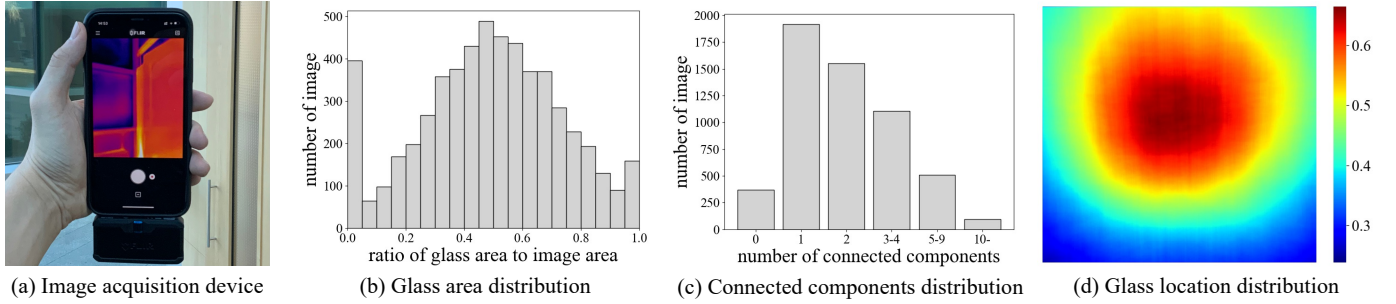 14:53
FLIR
500
400
300
200
100
0
0.0 0.2 0.4 0.6 0.8 1.0
number of image
ratio of glass area to image area
2000
1750
1500
1250
1000
750
500
250
0
0 1 2 3-4 5-9 10-
number of image
number of connected components
0.6
0.5
0.4
0.3
(a) Image acquisition device
(b) Glass area distribution
(c) Connected components distribution
(d) Glass location distribution